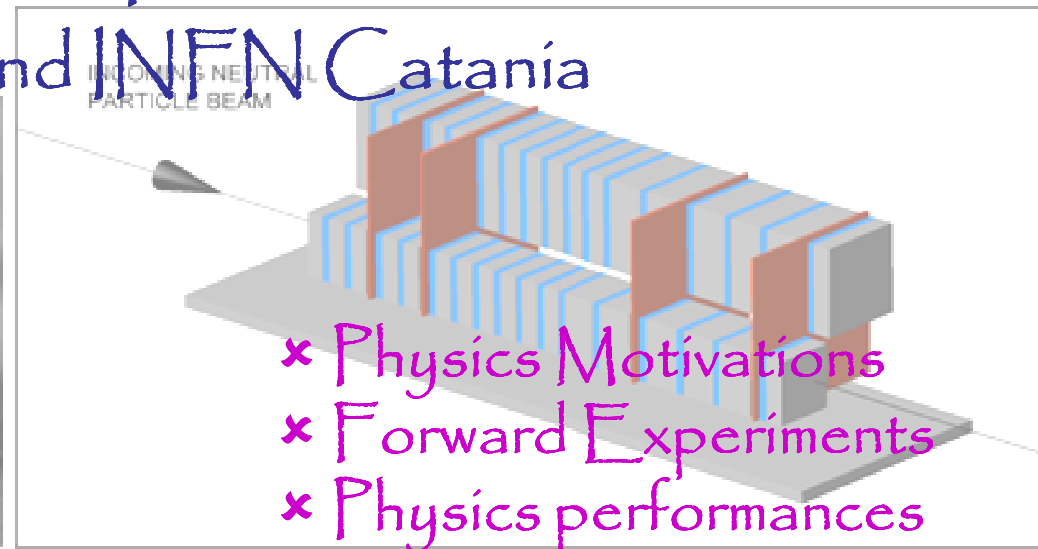 nd INFN Catania
INCOMING NEUTRAL
PARTICLE BEAM
× Physics Motivations
× Forward Experiments
× Physics performances